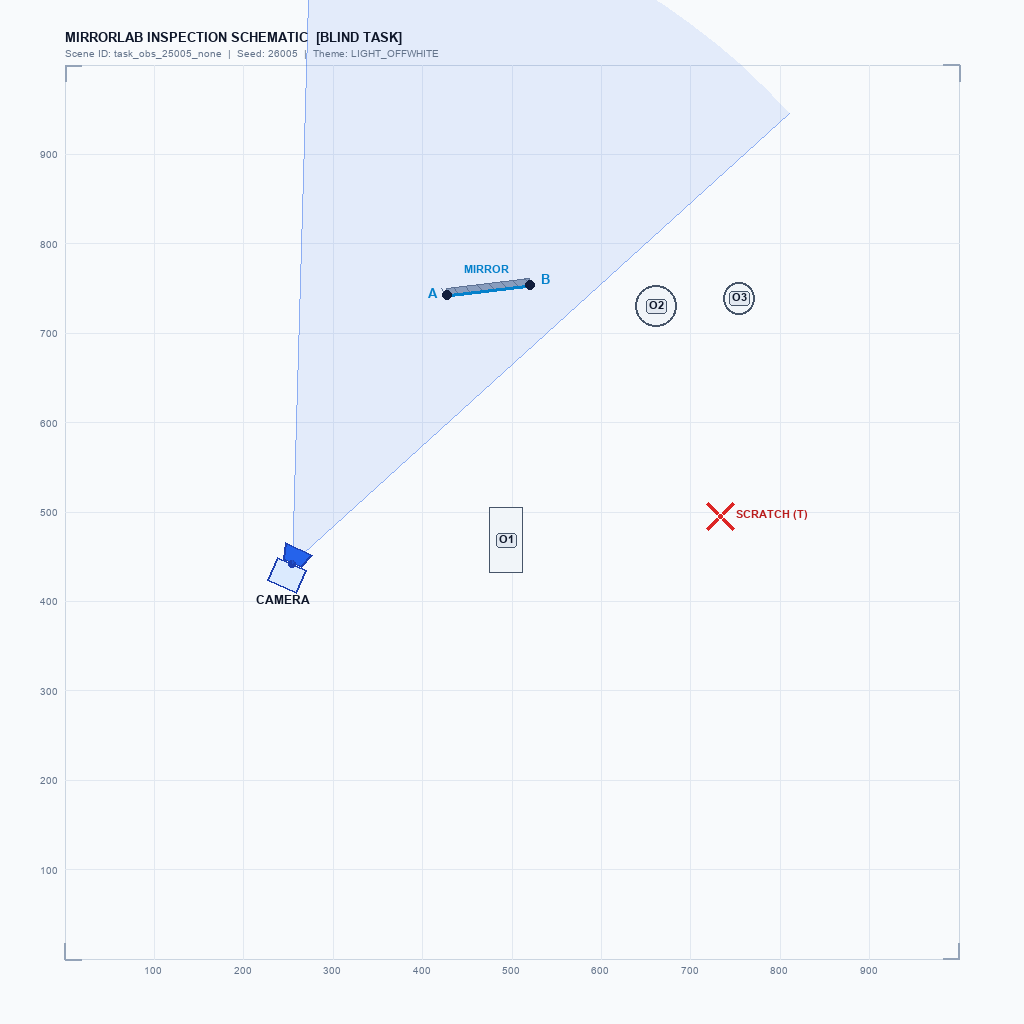 MIRRORLAB INSPECTION SCHEMATIC [BLIND TASK]
Scene ID: task_obs_25005_none | Seed: 26005 | Theme: LIGHT_OFFWHITE
900
800
MIRROR
A
B
O2
O3
700
600
500
SCRATCH (T)
O1
400
CAMERA
300
200
100
100 200 300 400 500 600 700 800 900